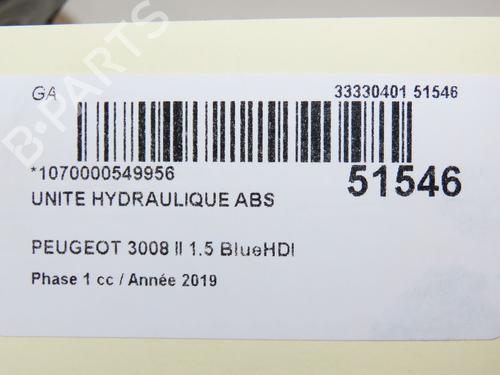 GA
33330401 51546
*1070000549956
51546
UNITE HYDRAULIQUE ABS
PEUGEOT 3008 II 1.5 BlueHDI
Phase 1 cc / Année 2019
B-PARTS